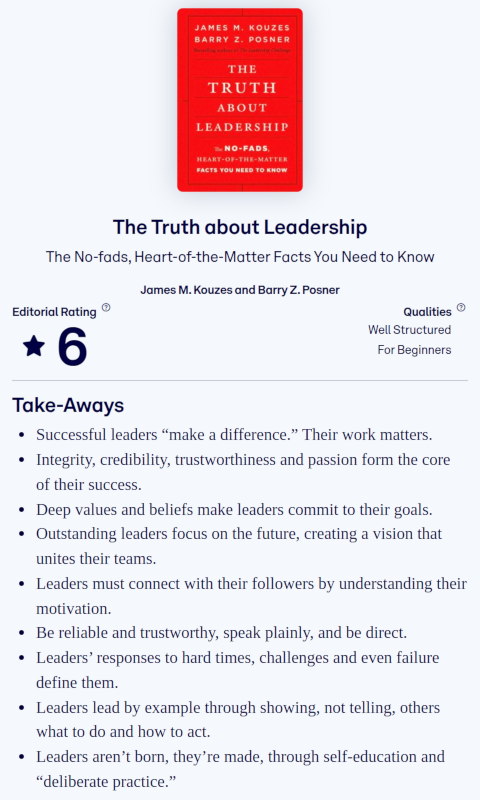 JAMES M. KOUZES
BARRY Z. POSNER
Bestselling authors of The Leadership Challenge
THE
TRUTH
ABOUT
LEADERSHIP
The NO-FADS,
HEART-OF-THE-MATTER
FACTS YOU NEED TO KNOW
The Truth about Leadership
The No-fads, Heart-of-the-Matter Facts You Need to Know
James M. Kouzes and Barry Z. Posner
Editorial Rating ?
6
Qualities ?
Well Structured
For Beginners
Take-Aways
• Successful leaders “make a difference.” Their work matters.
• Integrity, credibility, trustworthiness and passion form the core
of their success.
• Deep values and beliefs make leaders commit to their goals.
• Outstanding leaders focus on the future, creating a vision that
unites their teams.
• Leaders must connect with their followers by understanding their
motivation.
• Be reliable and trustworthy, speak plainly, and be direct.
• Leaders’ responses to hard times, challenges and even failure
define them.
• Leaders lead by example through showing, not telling, others
what to do and how to act.
• Leaders aren’t born, they’re made, through self-education and
“deliberate practice.”